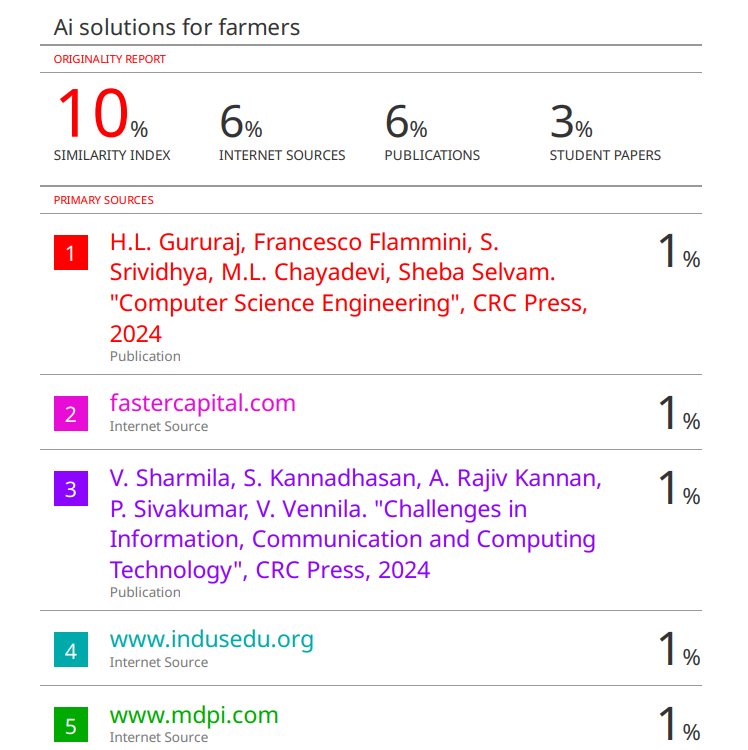 Ai solutions for farmers
ORIGINALITY REPORT
10% 6% 6% 3%
SIMILARITY INDEX INTERNET SOURCES PUBLICATIONS STUDENT PAPERS
PRIMARY SOURCES
1 H.L. Gururaj, Francesco Flammini, S. 1%
Srividhya, M.L. Chayadevi, Sheba Selvam.
"Computer Science Engineering", CRC Press,
2024
Publication
2 fastercapital.com 1%
Internet Source
3 V. Sharmila, S. Kannadhasan, A. Rajiv Kannan, 1%
P. Sivakumar, V. Vennila. "Challenges in
Information, Communication and Computing
Technology", CRC Press, 2024
Publication
4 www.indusedu.org 1%
Internet Source
5 www.mdpi.com 1%
Internet Source